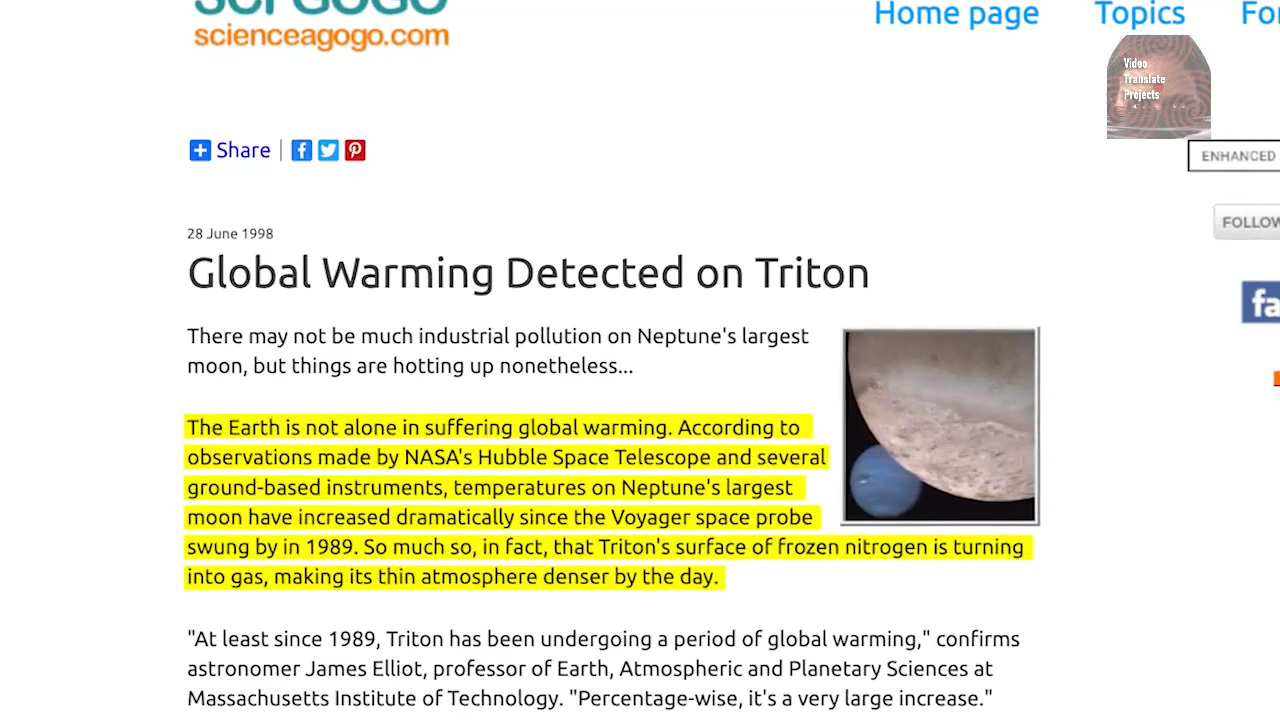 SCI GOGO
scienceagogo.com
Home page
Topics
Video
Translate
Projects
Share
ENHANCED
28 June 1998
Global Warming Detected on Triton
There may not be much industrial pollution on Neptune's largest
moon, but things are hotting up nonetheless...
The Earth is not alone in suffering global warming. According to
observations made by NASA's Hubble Space Telescope and several
ground-based instruments, temperatures on Neptune's largest
moon have increased dramatically since the Voyager space probe
swung by in 1989. So much so, in fact, that Triton's surface of frozen nitrogen is turning
into gas, making its thin atmosphere denser by the day.
"At least since 1989, Triton has been undergoing a period of global warming," confirms
astronomer James Elliot, professor of Earth, Atmospheric and Planetary Sciences at
Massachusetts Institute of Technology. "Percentage-wise, it's a very large increase."